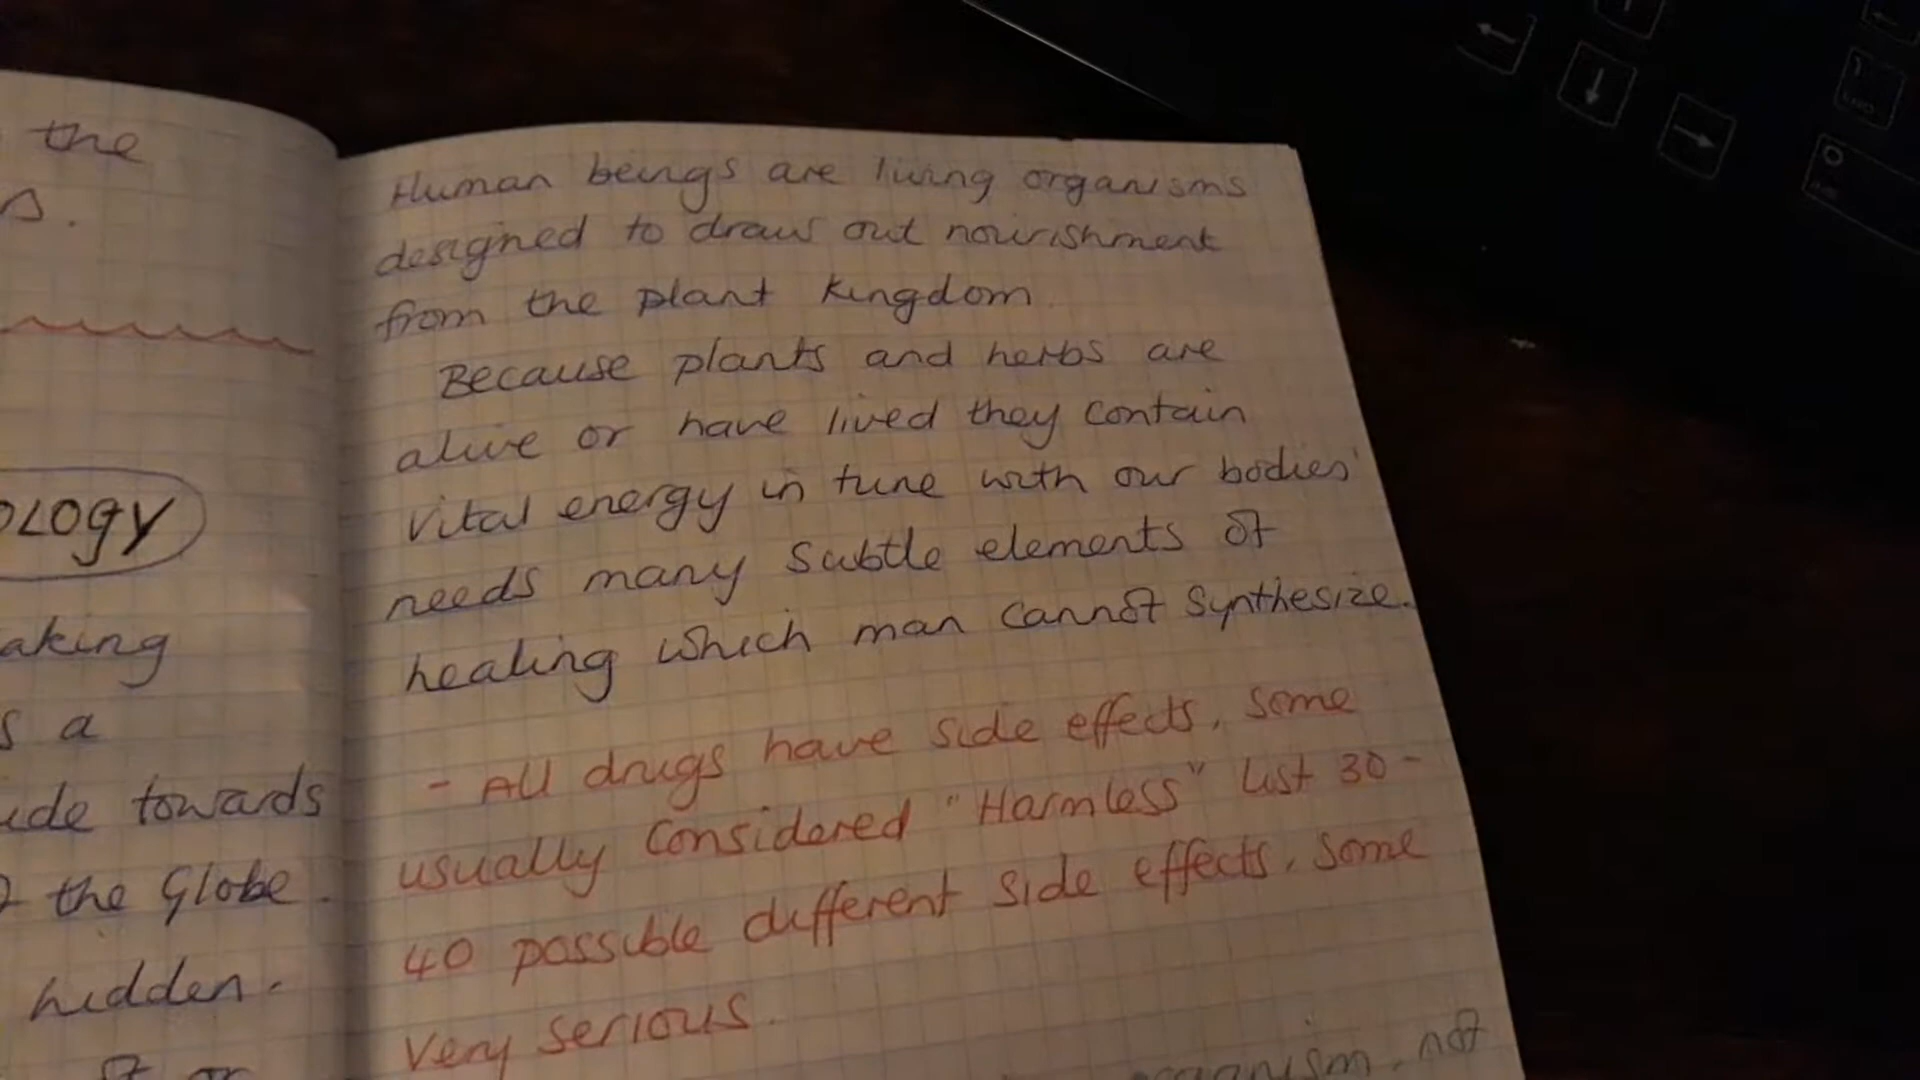 the
s.
OLOGY
aking
s a
ude towards
the Globe.
hidden.
or
Human beings are living organisms
designed to draw out nourishment
from the plant kingdom.
Because plants and herbs are
alive or have lived they contain
vital energy in tune with our bodies'
needs many subtle elements of
healing which man cannot synthesize.
- All drugs have side effects, some
usually considered "Harmless" list 30-
40 possible different side effects, some
very serious.
organism, not